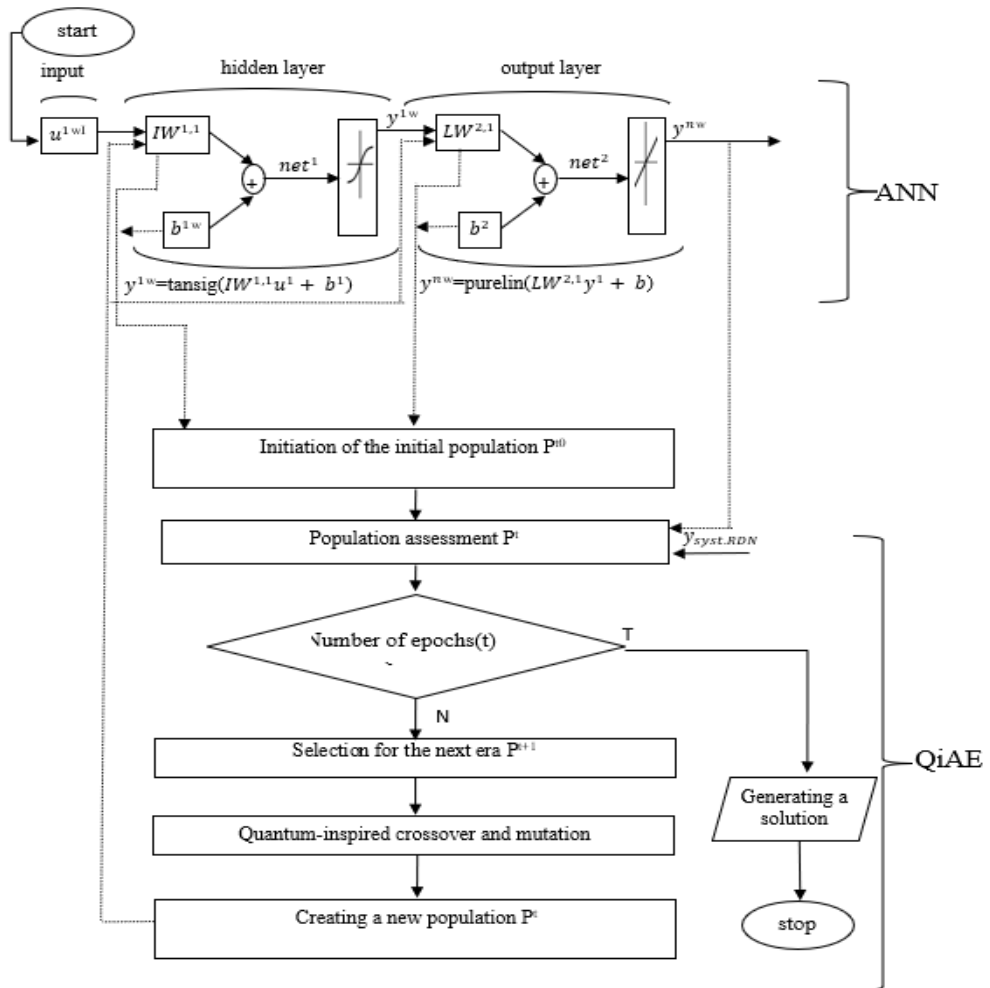 start
input
hidden layer
output layer
u¹ʷˡ
IW¹,¹
y¹ʷ
LW²,¹
yⁿʷ
+
net¹
+
net²
ANN
b¹ʷ
b²
y¹ʷ=tansig(IW¹,¹u¹ + b¹)
yⁿʷ=purelin(LW²,¹y¹ + b)
Initiation of the initial population Pᵗ⁰
Population assessment Pᵗ
y_syst.RDN
Number of epochs(t)
T
N
Selection for the next era Pᵗ⁺¹
QiAE
Generating a
solution
Quantum-inspired crossover and mutation
Creating a new population Pᵗ
stop